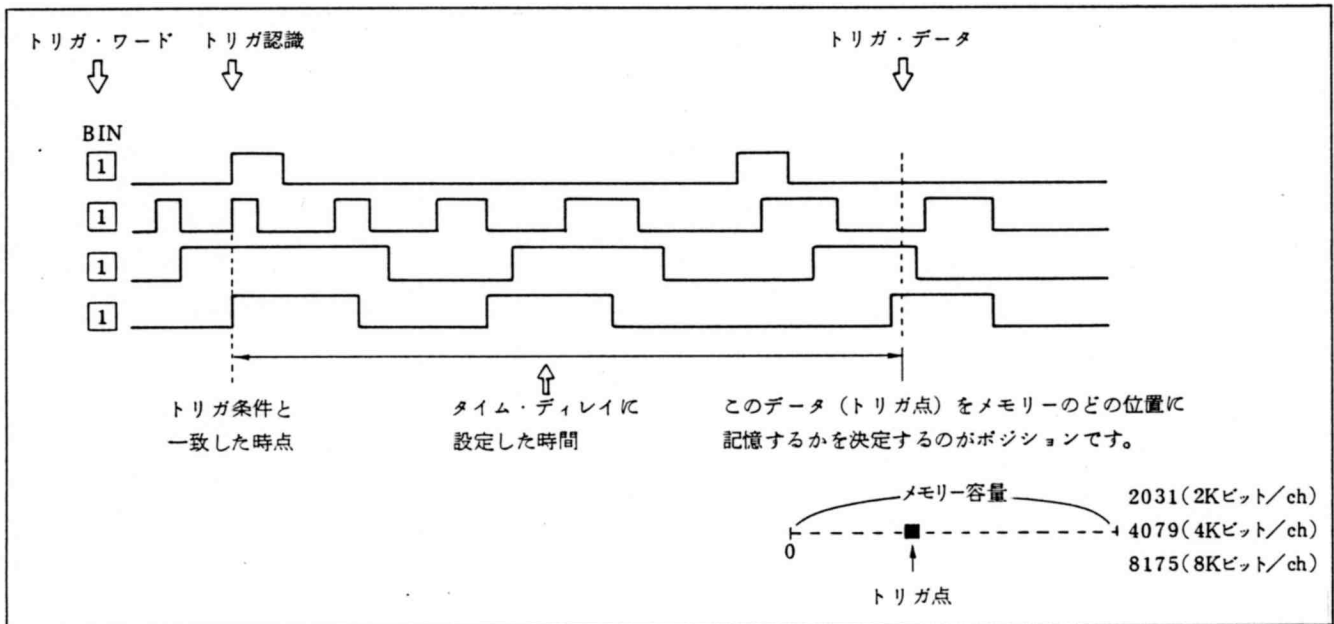 トリガ・ワード トリガ認識 トリガ・データ
BIN
1
1
1
1
トリガ条件と
一致した時点
タイム・ディレイに
設定した時間
このデータ（トリガ点）をメモリーのどの位置に
記憶するかを決定するのがポジションです。
メモリー容量
0
2031(2Kビット／ch)
4079(4Kビット／ch)
8175(8Kビット／ch)
トリガ点